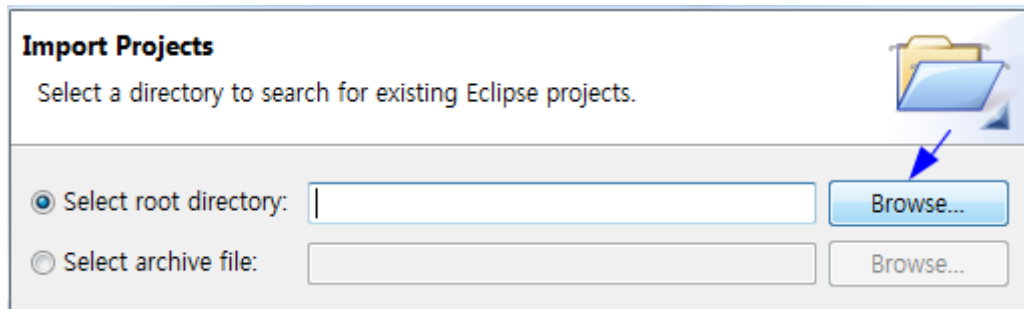 Import Projects
Select a directory to search for existing Eclipse projects.
Select root directory: Browse...
Select archive file: Browse...